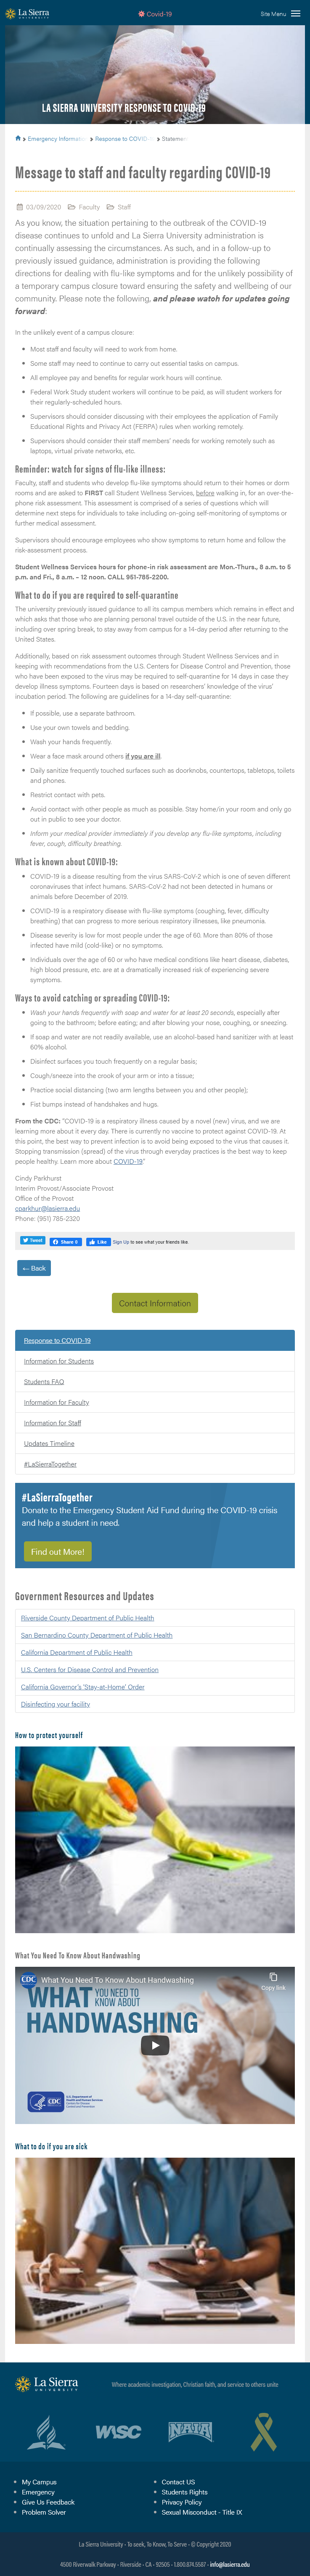 La Sierra
UNIVERSITY
Covid-19
Site Menu
LA SIERRA UNIVERSITY RESPONSE TO COVID-19
Emergency Informatio
Response to COVID-
Statemen
Message to staff and faculty regarding COVID-19
03/09/2020 Faculty Staff
As you know, the situation pertaining to the outbreak of the COVID-19
disease continues to unfold and La Sierra University administration is
continually assessing the circumstances. As such, and in a follow-up to
previously issued guidance, administration is providing the following
directions for dealing with flu-like symptoms and for the unlikely possibility of
a temporary campus closure toward ensuring the safety and wellbeing of our
community. Please note the following, and please watch for updates going
forward:
In the unlikely event of a campus closure:
Most staff and faculty will need to work from home.
Some staff may need to continue to carry out essential tasks on campus.
All employee pay and benefits for regular work hours will continue.
Federal Work Study student workers will continue to be paid, as will student workers for
their regularly-scheduled hours.
Supervisors should consider discussing with their employees the application of Family
Educational Rights and Privacy Act (FERPA) rules when working remotely.
Supervisors should consider their staff members' needs for working remotely such as
laptops, virtual private networks, etc.
Reminder: watch for signs of flu-like illness:
Faculty, staff and students who develop flu-like symptoms should return to their homes or dorm
rooms and are asked to FIRST call Student Wellness Services, before walking in, for an over-the-
phone risk assessment. This assessment is comprised of a series of questions which will
determine next steps for individuals to take including on-going self-monitoring of symptoms or
further medical assessment.
Supervisors should encourage employees who show symptoms to return home and follow the
risk-assessment process.
Student Wellness Services hours for phone-in risk assessment are Mon.-Thurs., 8 a.m. to 5
p.m. and Fri., 8 a.m. – 12 noon. CALL 951-785-2200.
What to do if you are required to self-quarantine
The university previously issued guidance to all its campus members which remains in effect and
which asks that those who are planning personal travel outside of the U.S. in the near future,
including over spring break, to stay away from campus for a 14-day period after returning to the
United States.
Additionally, based on risk assessment outcomes through Student Wellness Services and in
keeping with recommendations from the U.S. Centers for Disease Control and Prevention, those
who have been exposed to the virus may be required to self-quarantine for 14 days in case they
develop illness symptoms. Fourteen days is based on researchers' knowledge of the virus'
incubation period. The following are guidelines for a 14-day self-quarantine:
If possible, use a separate bathroom.
Use your own towels and bedding.
Wash your hands frequently.
Wear a face mask around others if you are ill.
Daily sanitize frequently touched surfaces such as doorknobs, countertops, tabletops, toilets
and phones.
Restrict contact with pets.
Avoid contact with other people as much as possible. Stay home/in your room and only go
out in public to see your doctor.
Inform your medical provider immediately if you develop any flu-like symptoms, including
fever, cough, difficulty breathing.
What is known about COVID-19:
COVID-19 is a disease resulting from the virus SARS-CoV-2 which is one of seven different
coronaviruses that infect humans. SARS-CoV-2 had not been detected in humans or
animals before December of 2019.
COVID-19 is a respiratory disease with flu-like symptoms (coughing, fever, difficulty
breathing) that can progress to more serious respiratory illnesses, like pneumonia.
Disease severity is low for most people under the age of 60. More than 80% of those
infected have mild (cold-like) or no symptoms.
Individuals over the age of 60 or who have medical conditions like heart disease, diabetes,
high blood pressure, etc. are at a dramatically increased risk of experiencing severe
symptoms.
Ways to avoid catching or spreading COVID-19:
Wash your hands frequently with soap and water for at least 20 seconds, especially after
going to the bathroom; before eating; and after blowing your nose, coughing, or sneezing.
If soap and water are not readily available, use an alcohol-based hand sanitizer with at least
60% alcohol.
Disinfect surfaces you touch frequently on a regular basis;
Cough/sneeze into the crook of your arm or into a tissue;
Practice social distancing (two arm lengths between you and other people);
Fist bumps instead of handshakes and hugs.
From the CDC: "COVID-19 is a respiratory illness caused by a novel (new) virus, and we are
learning more about it every day. There is currently no vaccine to protect against COVID-19. At
this point, the best way to prevent infection is to avoid being exposed to the virus that causes it.
Stopping transmission (spread) of the virus through everyday practices is the best way to keep
people healthy. Learn more about COVID-19."
Cindy Parkhurst
Interim Provost/Associate Provost
Office of the Provost
cparkhur@lasierra.edu
Phone: (951) 785-2320
Tweet Share 0 Like Sign Up to see what your friends like.
← Back
Contact Information
Response to COVID-19
Information for Students
Students FAQ
Information for Faculty
Information for Staff
Updates Timeline
#LaSierraTogether
#LaSierraTogether
Donate to the Emergency Student Aid Fund during the COVID-19 crisis
and help a student in need.
Find out More!
Government Resources and Updates
Riverside County Department of Public Health
San Bernardino County Department of Public Health
California Department of Public Health
U.S. Centers for Disease Control and Prevention
California Governor's 'Stay-at-Home' Order
Disinfecting your facility
How to protect yourself
What You Need To Know About Handwashing
CDC What You Need To Know About Handwashing
Copy link
WHAT YOU NEED
TO KNOW
ABOUT
HANDWASHING
CDC
What to do if you are sick
La Sierra
UNIVERSITY
Where academic investigation, Christian faith, and service to others unite
WASC
NAIA
My Campus
Emergency
Give Us Feedback
Problem Solver
Contact US
Students Rights
Privacy Policy
Sexual Misconduct - Title IX
La Sierra University - To seek, To Know, To Serve - © Copyright 2020
4500 Riverwalk Parkway - Riverside - CA - 92505 - 1.800.874.5587 - info@lasierra.edu